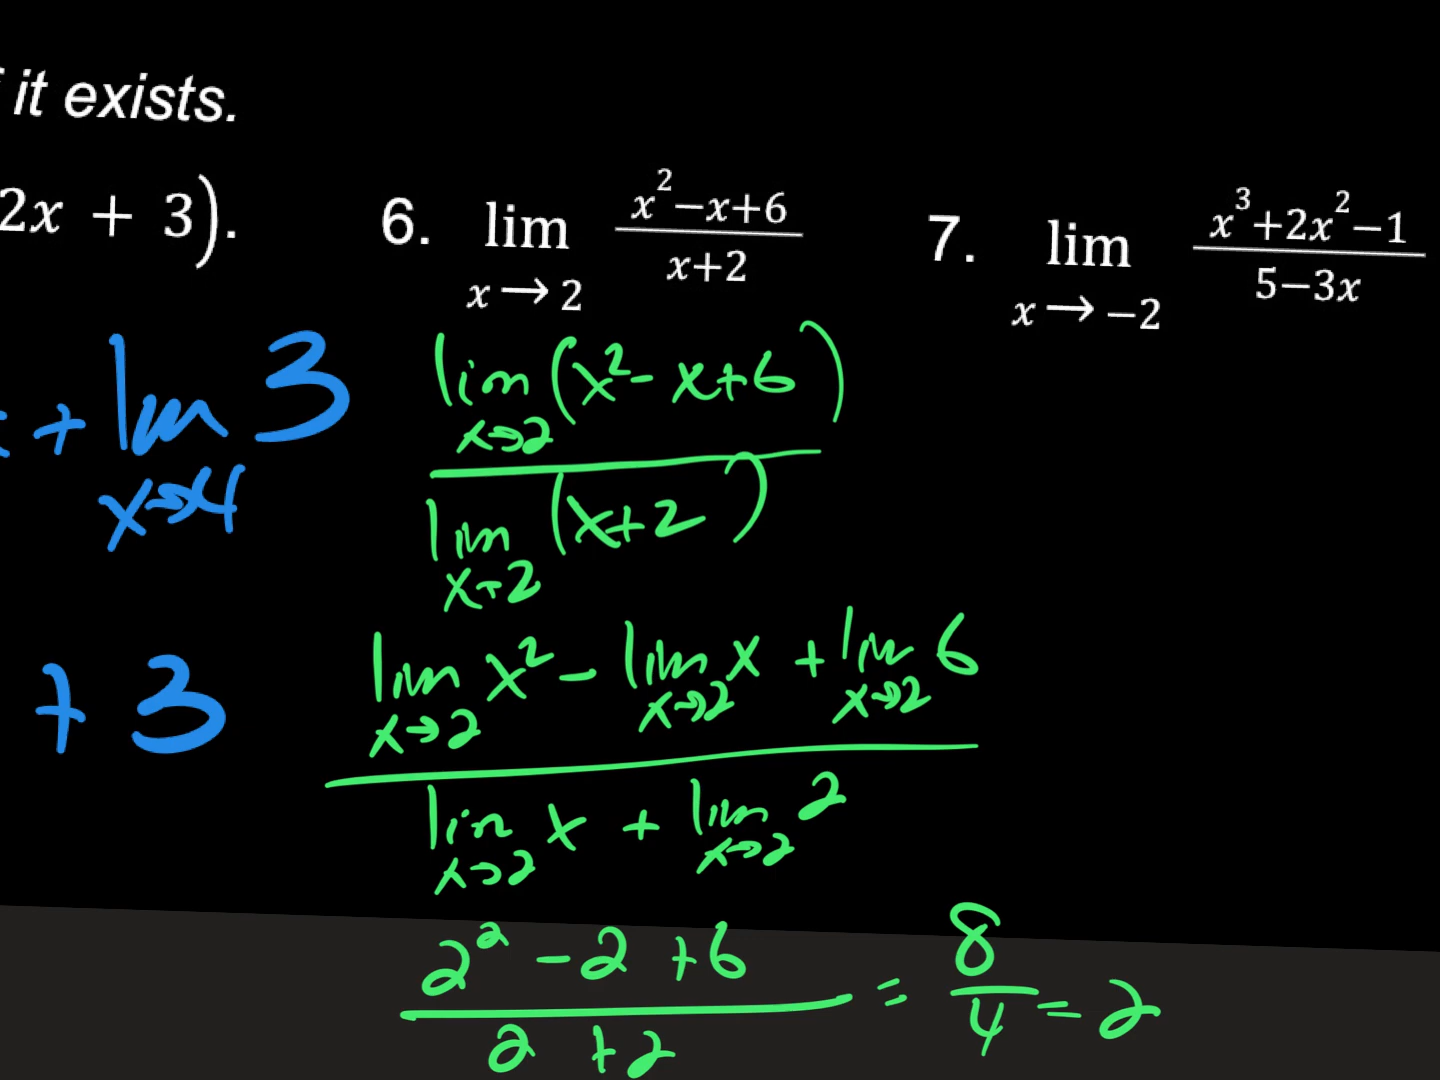 it exists.
2x + 3).
6. lim x→2 x²−x+6 / x+2
7. lim x→−2 x³+2x²−1 / 5−3x
+ lim x→4 3
lim x→2 (x² - x+6)
lim x→2 (x+2)
+ 3
lim x→2 x² - lim x→2 x + lim x→2 6
lim x→2 x + lim x→2 2
2² - 2 + 6 / 2 + 2 = 8/4 = 2